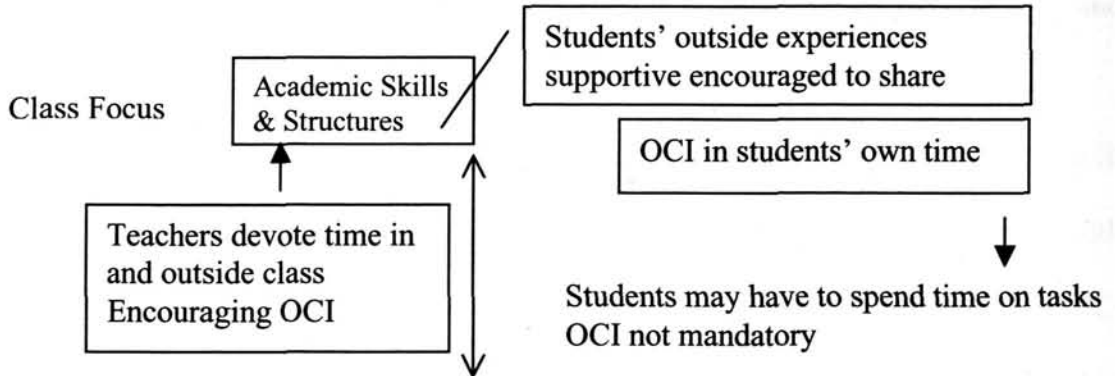 Students' outside experiences
supportive encouraged to share
Class Focus
Academic Skills
& Structures
OCI in students' own time
Teachers devote time in
and outside class
Encouraging OCI
Students may have to spend time on tasks
OCI not mandatory